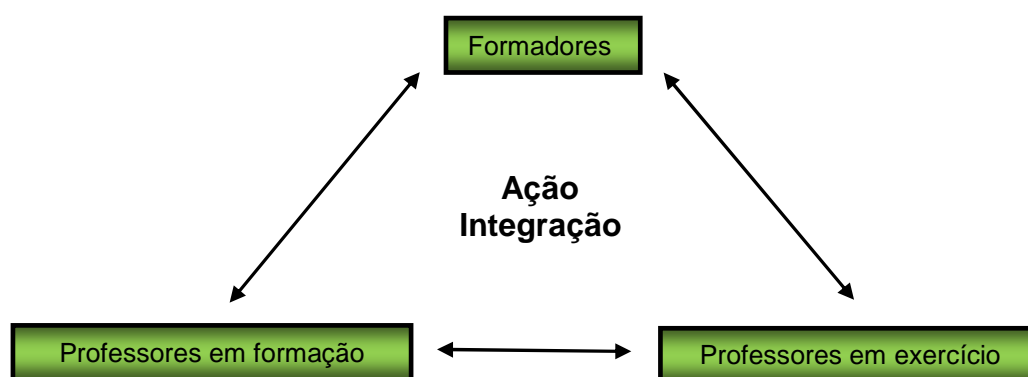 Formadores
Ação
Integração
Professores em formação
Professores em exercício